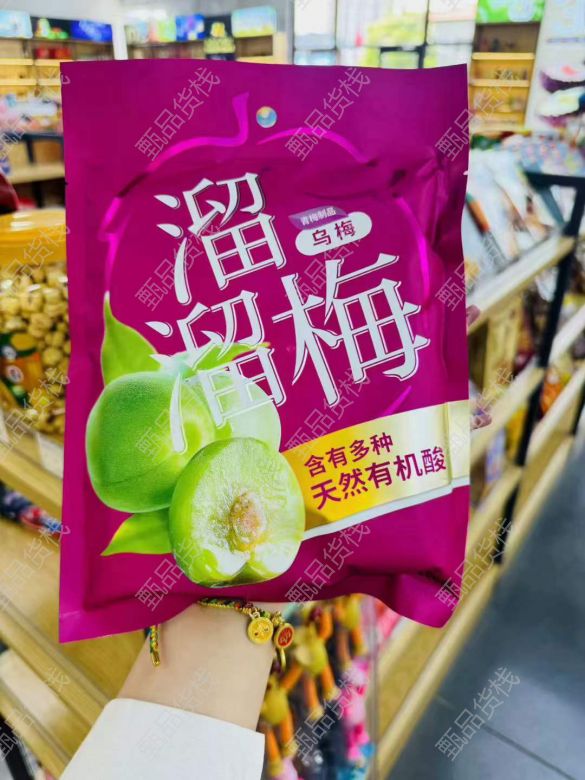 溜
溜梅
青梅制品
乌梅
含有多种
天然有机酸
甄品货栈